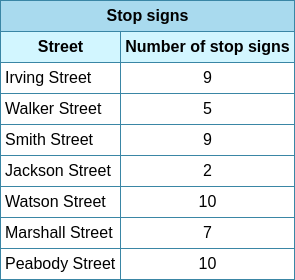 Stop signs
Street Number of stop signs
Irving Street 9
Walker Street 5
Smith Street 9
Jackson Street 2
Watson Street 10
Marshall Street 7
Peabody Street 10